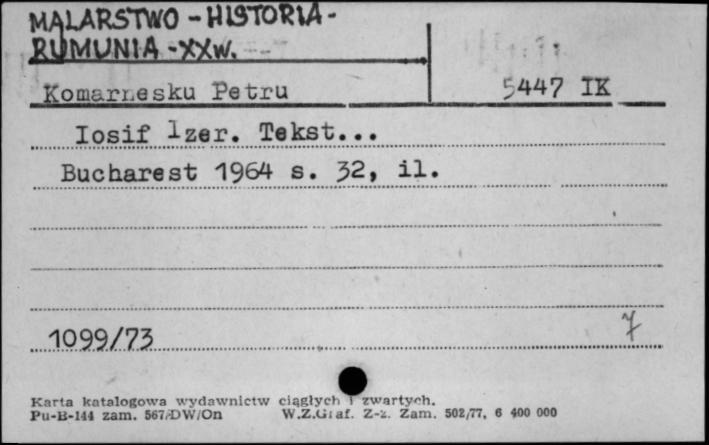 MALARSTWO - HISTORIA -
RUMUNIA - XXw.
Komarnesku Petru 5447 IK
Iosif Izer. Tekst...
Bucharest 1964 s. 32, il.
1099/73 7
Karta katalogowa wydawnictw ciągłych i zwartych.
Pu-B-144 zam. 567/DW/On W.Z.Graf. Z-z. Zam. 502/77. 6 400 000